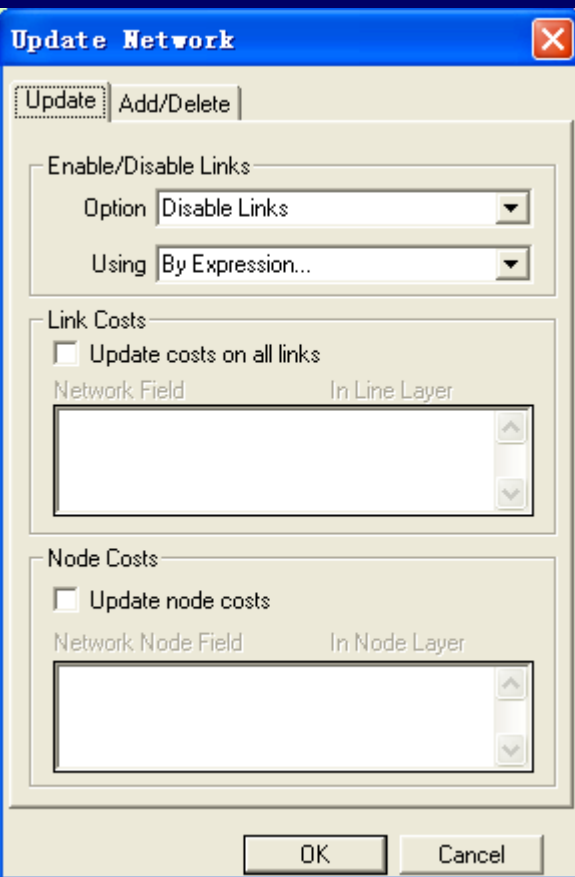 Update Network
Update Add/Delete
Enable/Disable Links
Option Disable Links
Using By Expression...
Link Costs
Update costs on all links
Network Field In Line Layer
Node Costs
Update node costs
Network Node Field In Node Layer
OK Cancel